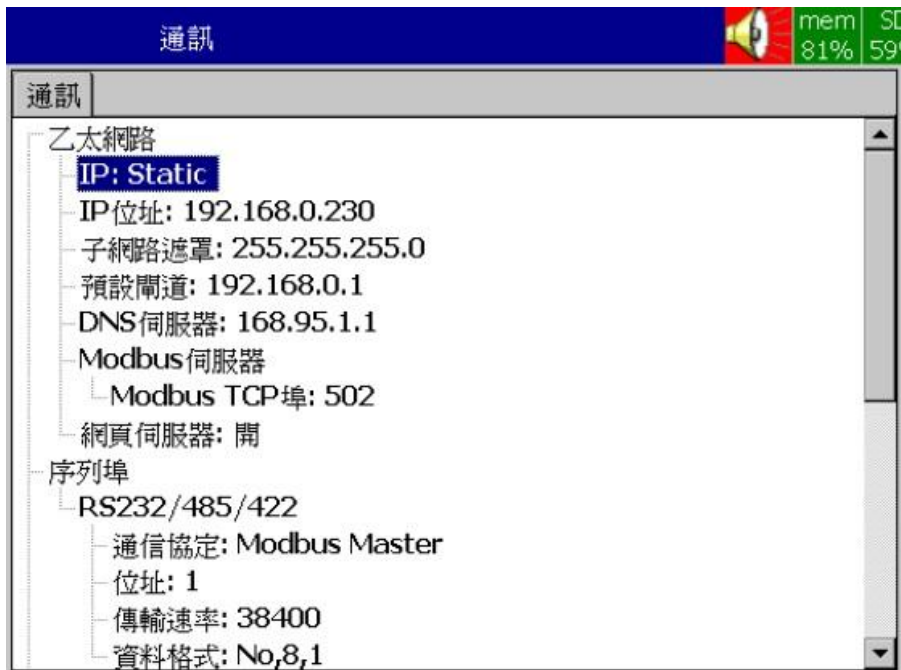 通訊
mem SD
81% 59%
通訊
乙太網路
IP: Static
IP位址: 192.168.0.230
子網路遮罩: 255.255.255.0
預設閘道: 192.168.0.1
DNS伺服器: 168.95.1.1
Modbus伺服器
Modbus TCP埠: 502
網頁伺服器: 開
序列埠
RS232/485/422
通信協定: Modbus Master
位址: 1
傳輸速率: 38400
資料格式: No,8,1